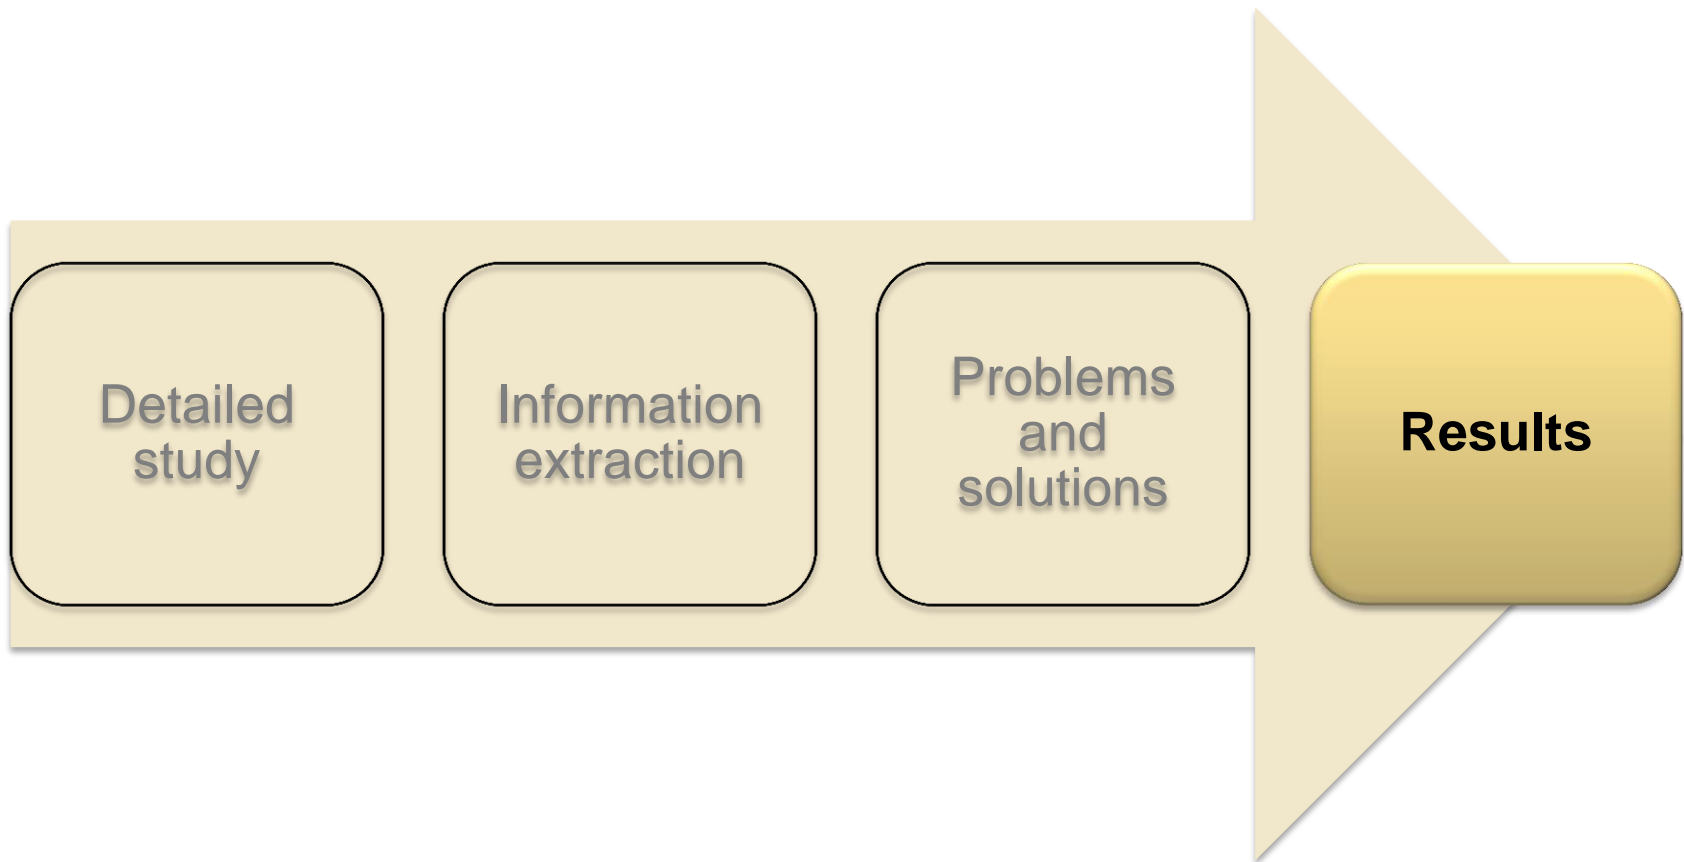 Detailed
study
Information
extraction
Problems
and
solutions
Results